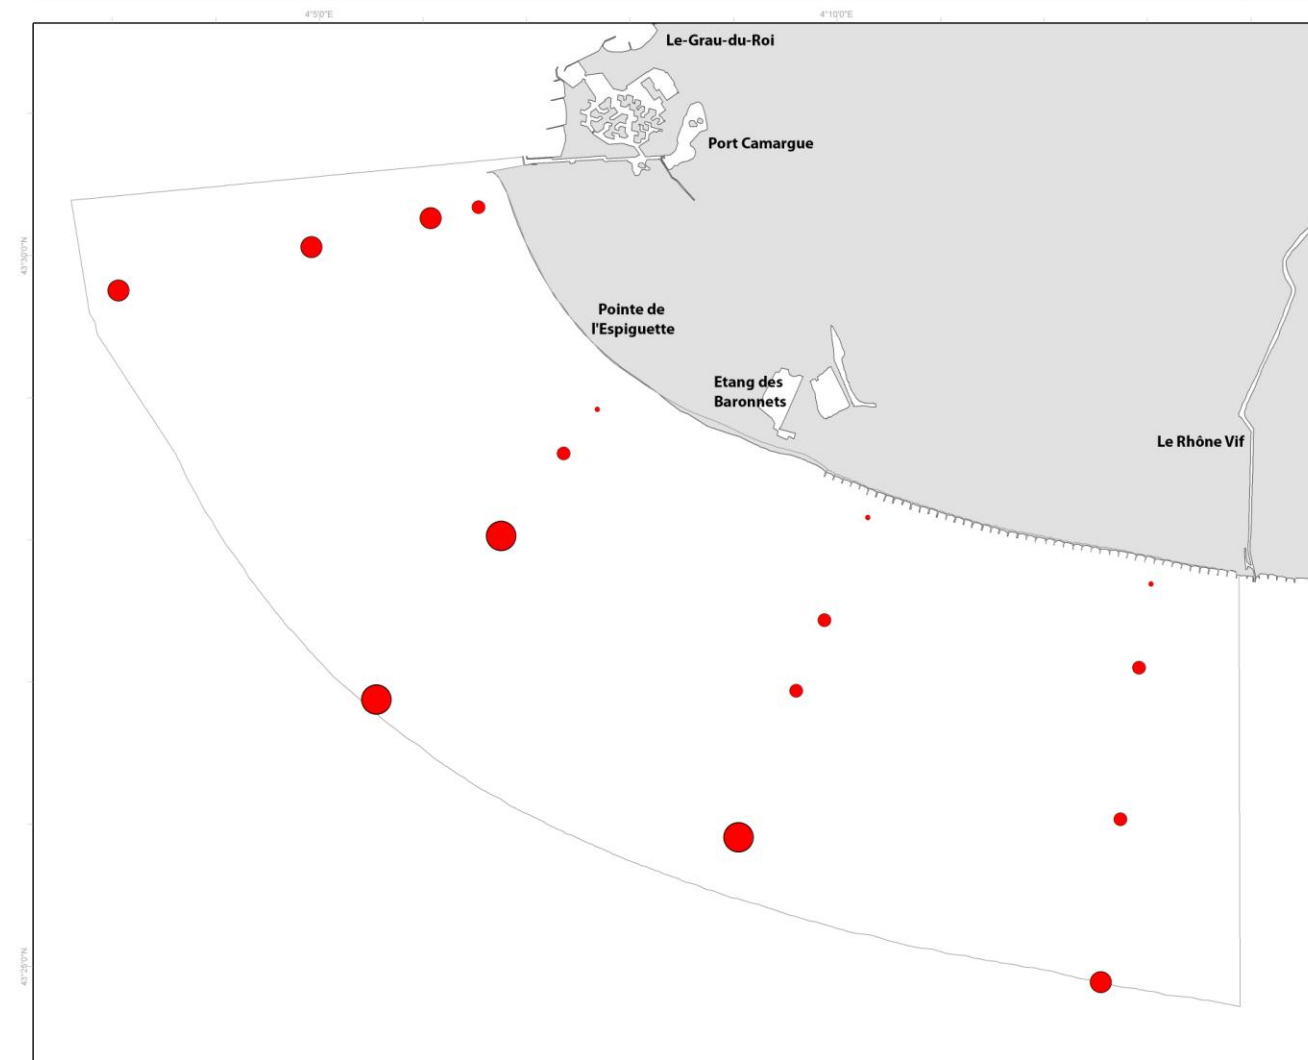 4°5'0"E
4°10'0"E
Le-Grau-du-Roi
Port Camargue
43°30'0"N
Pointe de
l'Espiguette
Etang des
Baronnets
Le Rhône Vif
43°25'0"N